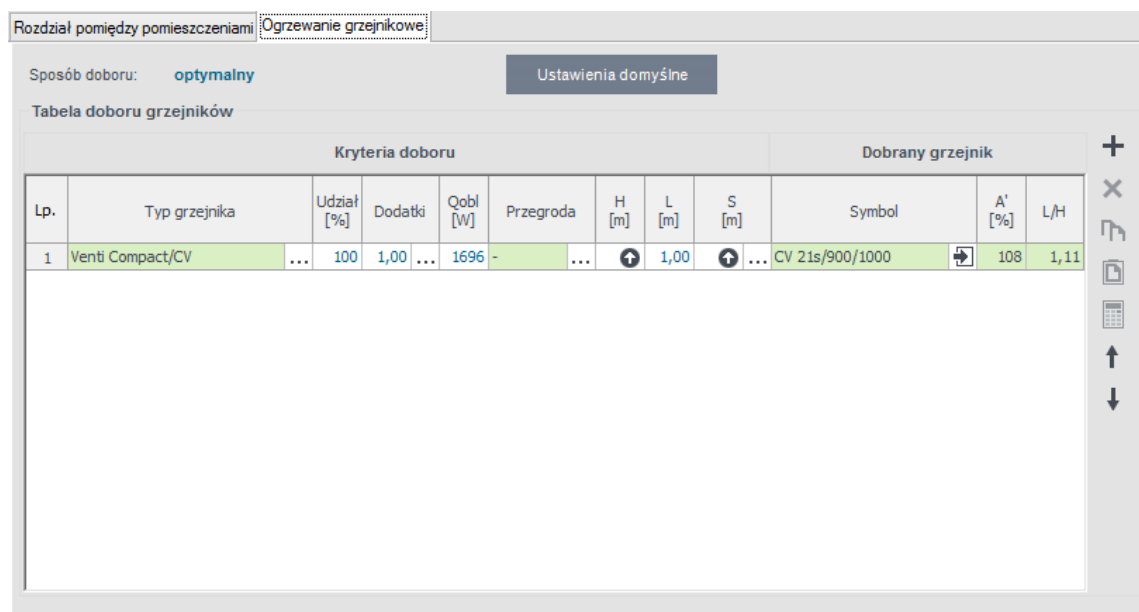 Rozdział pomiędzy pomieszczeniami Ogrzewanie grzejnikowe
Sposób doboru: optymalny Ustawienia domyślne
Tabela doboru grzejników
Kryteria doboru Dobrany grzejnik
Lp. Typ grzejnika Udział [%] Dodatki Qobl [W] Przegroda H [m] L [m] S [m] Symbol A' [%] L/H
1 Venti Compact/CV ... 100 1,00 ... 1696 - ... 1,00 ... CV 21s/900/1000 108 1,11